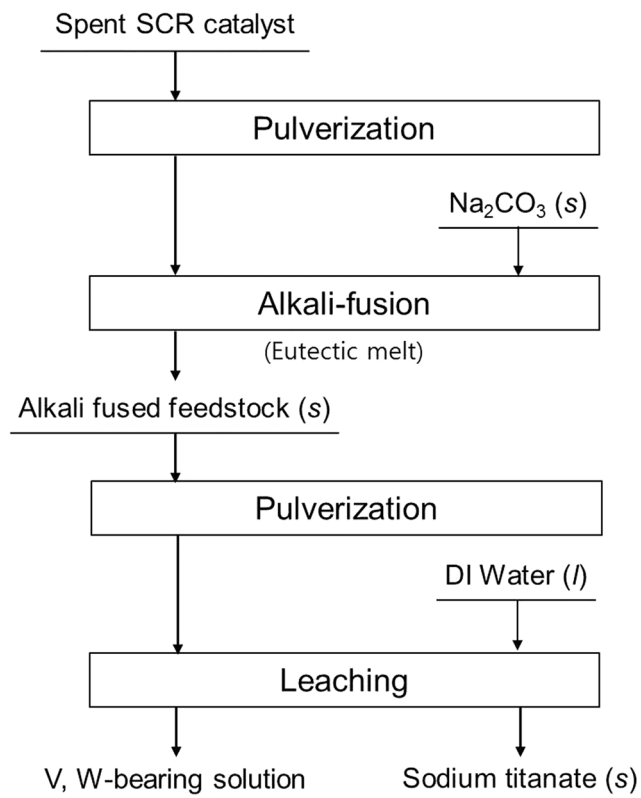 Spent SCR catalyst
Pulverization
Na₂CO₃ (s)
Alkali-fusion
(Eutectic melt)
Alkali fused feedstock (s)
Pulverization
DI Water (l)
Leaching
V, W-bearing solution
Sodium titanate (s)